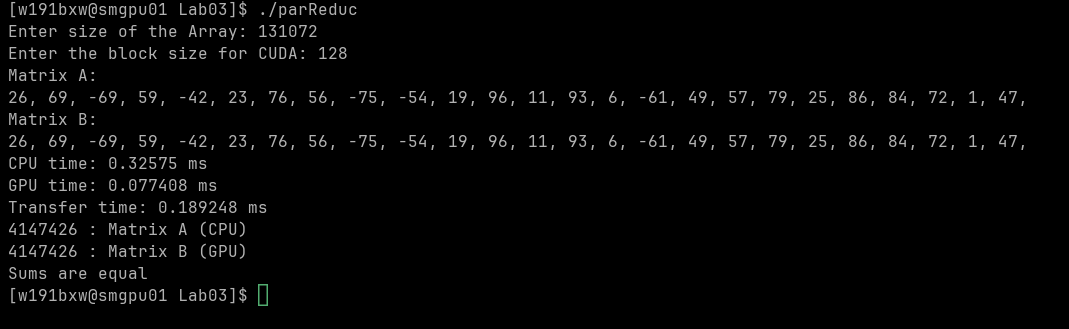 [w191bxw@smgpu01 Lab03]$ ./parReduc
Enter size of the Array: 131072
Enter the block size for CUDA: 128
Matrix A:
26, 69, -69, 59, -42, 23, 76, 56, -75, -54, 19, 96, 11, 93, 6, -61, 49, 57, 79, 25, 86, 84, 72, 1, 47,
Matrix B:
26, 69, -69, 59, -42, 23, 76, 56, -75, -54, 19, 96, 11, 93, 6, -61, 49, 57, 79, 25, 86, 84, 72, 1, 47,
CPU time: 0.32575 ms
GPU time: 0.077408 ms
Transfer time: 0.189248 ms
4147426 : Matrix A (CPU)
4147426 : Matrix B (GPU)
Sums are equal
[w191bxw@smgpu01 Lab03]$